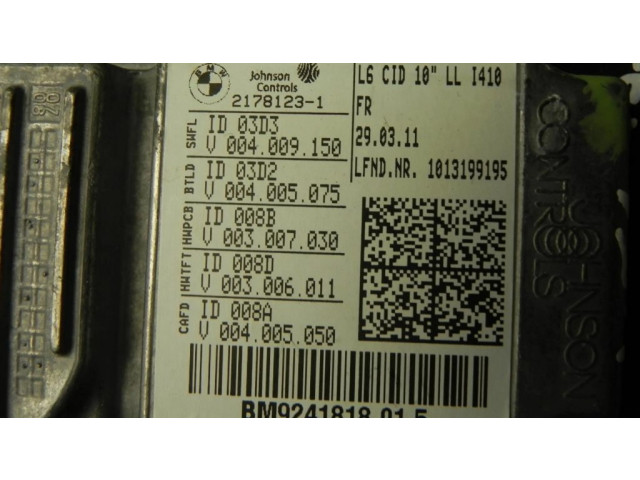 BMW
Johnson
Controls
2178123-1
SWFL
ID 03D3
V 004.009.150
BTLD
ID 03D2
V 004.005.075
HWPCB
ID 008B
V 003.007.030
HWTFT
ID 008D
V 003.006.011
CAFD
ID 008A
V 004.005.050
L6 CID 10" LL I410
FR
29.03.11
LFND.NR. 1013199195
BM9241818 01 5
JOHNSON
CONTROLS